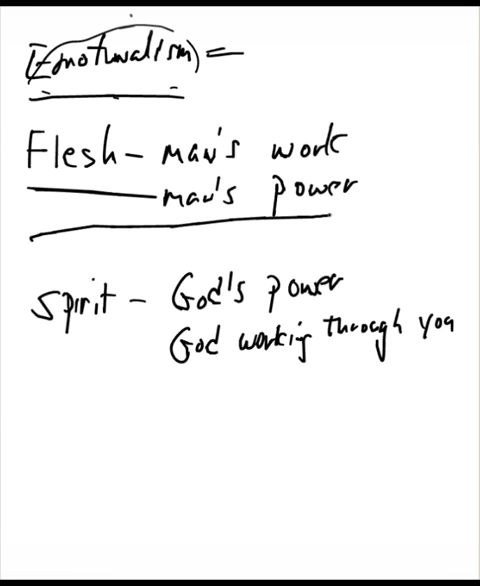 Emotionalism =
Flesh - man's work
man's power
Spirit - God's power
God working through you